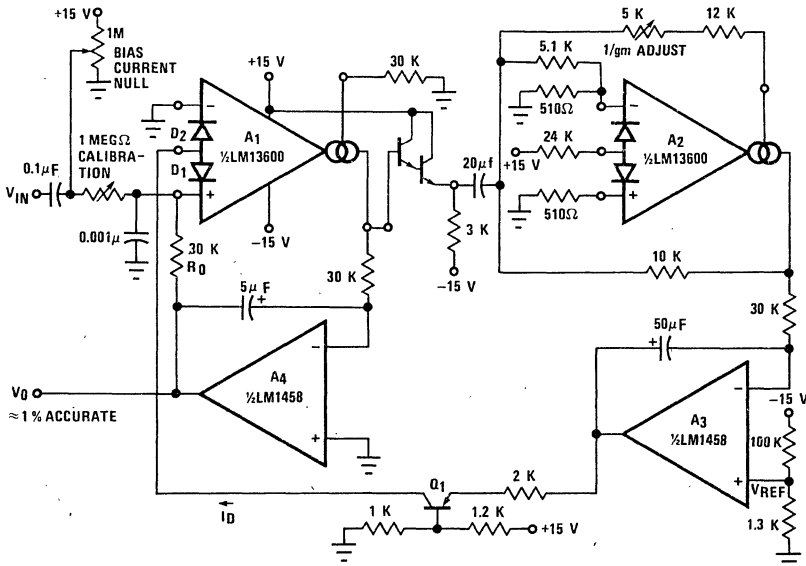 +15 V
1M
BIAS
CURRENT
NULL
+15 V
30 K
5 K
12 K
1/gm ADJUST
5.1 K
510Ω
24 K
+15 V
510Ω
−
A2
½LM13600
+
−
D2
A1
½LM13600
D1
+
1 MEGΩ
CALIBRA-
TION
0.1μF
VIN
0.001μ
−15 V
20μf
3 K
−15 V
30 K
RO
30 K
5μF
+
10 K
30 K
50μF
+
−
A4
½LM1458
+
VO
≈ 1% ACCURATE
−
A3
½LM1458
+
−15 V
100K
VREF
1.3 K
Q1
2 K
ID
1 K
1.2 K
+15 V